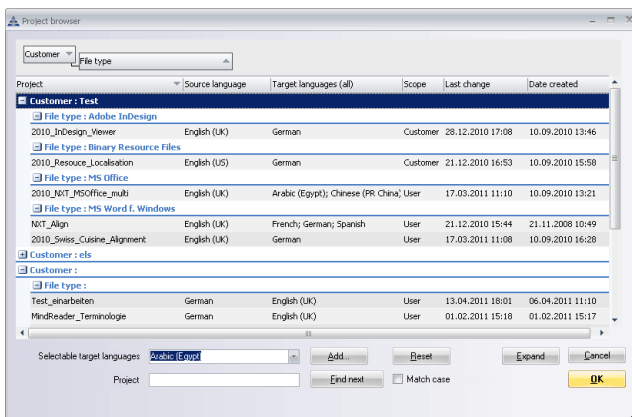 Project browser
Customer
File type
Project Source language Target languages (all) Scope Last change Date created
Customer : Test
File type : Adobe InDesign
2010_InDesign_Viewer English (UK) German Customer 28.12.2010 17:08 10.09.2010 13:46
File type : Binary Resource Files
2010_Resouce_Localisation English (US) German Customer 21.12.2010 16:53 10.09.2010 15:58
File type : MS Office
2010_NXT_MSOffice_multi English (UK) Arabic (Egypt); Chinese (PR China; User 17.03.2011 11:10 10.09.2010 13:21
File type : MS Word f. Windows
NXT_Align English (UK) French; German; Spanish User 21.12.2010 15:44 21.11.2008 10:49
2010_Swiss_Cuisine_Alignment English (UK) German User 17.03.2011 11:08 10.09.2010 16:28
Customer : els
Customer :
File type :
Test_einarbeiten German English (UK) User 13.04.2011 18:01 06.04.2011 11:10
MindReader_Terminologie German English (UK) User 01.02.2011 15:18 01.02.2011 15:17
Selectable target languages Arabic (Egypt) Add... Reset Expand Cancel
Project Find next Match case OK